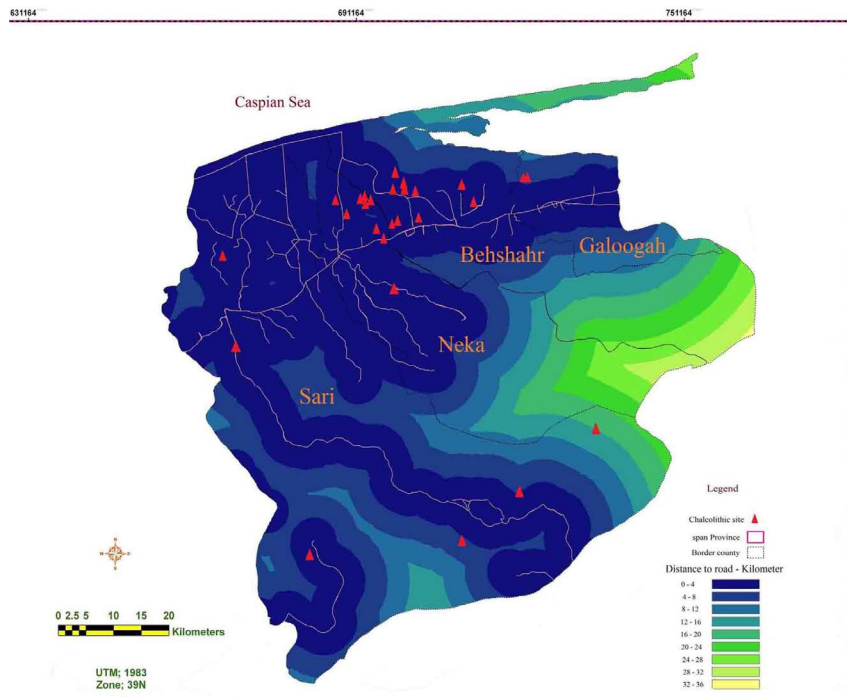 631164 691164 751164
Caspian Sea
Behshahr
Galoogah
Neka
Sari
Legend
Chalcolithic site
span Province
Border county
Distance to road - Kilometer
0 - 4
4 - 8
8 - 12
12 - 16
16 - 20
20 - 24
24 - 28
28 - 32
32 - 36
0 2.5 5 10 15 20
Kilometers
UTM; 1983
Zone; 39N